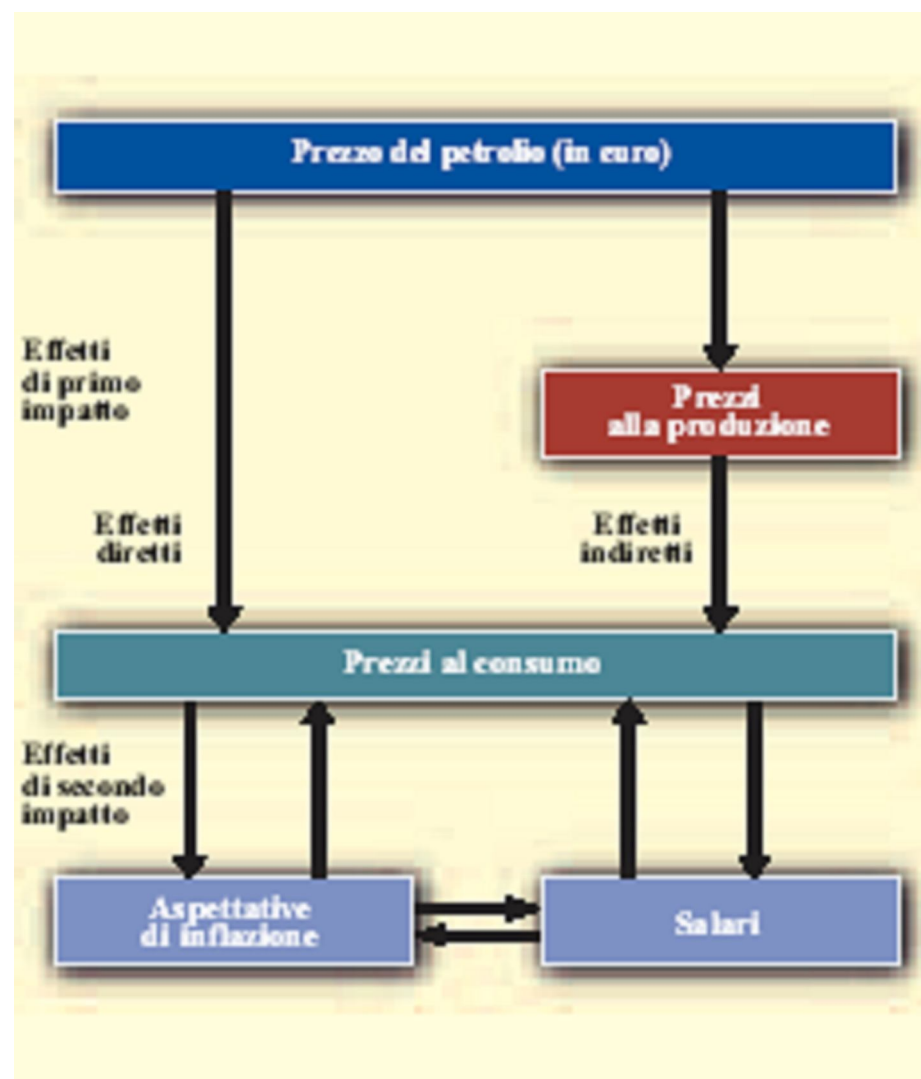 Prezzo del petrolio (in euro)
Effetti
di primo
impatto
Prezzi
alla produzione
Effetti
diretti
Effetti
indiretti
Prezzi al consumo
Effetti
di secondo
impatto
Aspettative
di inflazione
Salari